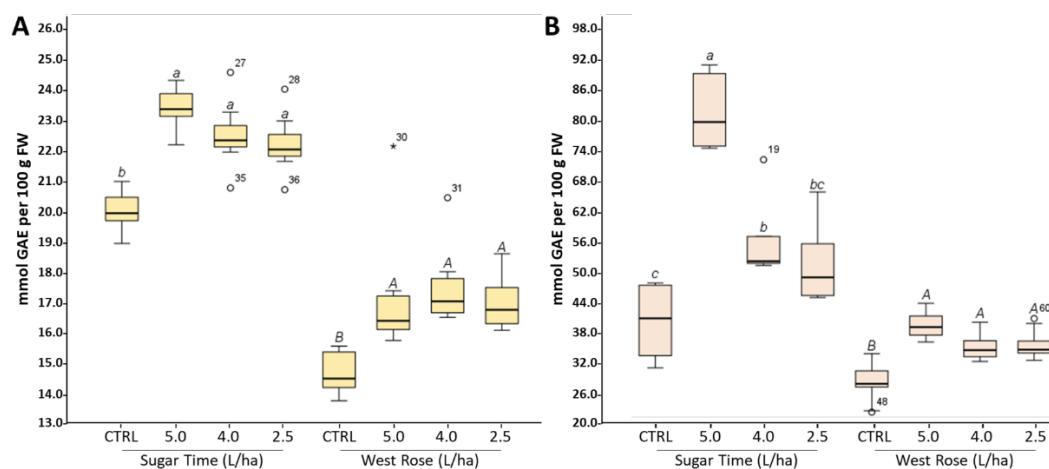 A
mmol GAE per 100 g FW
26.0
25.0
24.0
23.0
22.0
21.0
20.0
19.0
18.0
17.0
16.0
15.0
14.0
13.0
b
a
27
a
35
28
a
36
B
30
A
31
A
A
CTRL 5.0 4.0 2.5 CTRL 5.0 4.0 2.5
Sugar Time (L/ha) West Rose (L/ha)
B
mmol GAE per 100 g FW
98.0
92.0
86.0
80.0
74.0
68.0
62.0
56.0
50.0
44.0
38.0
32.0
26.0
20.0
c
a
19
b
bc
B
48
A
A
A 60
CTRL 5.0 4.0 2.5 CTRL 5.0 4.0 2.5
Sugar Time (L/ha) West Rose (L/ha)